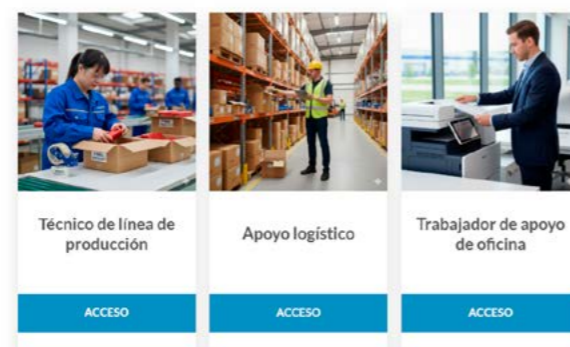 Técnico de línea de
producción
Apoyo logístico
Trabajador de apoyo
de oficina
ACCESO
ACCESO
ACCESO